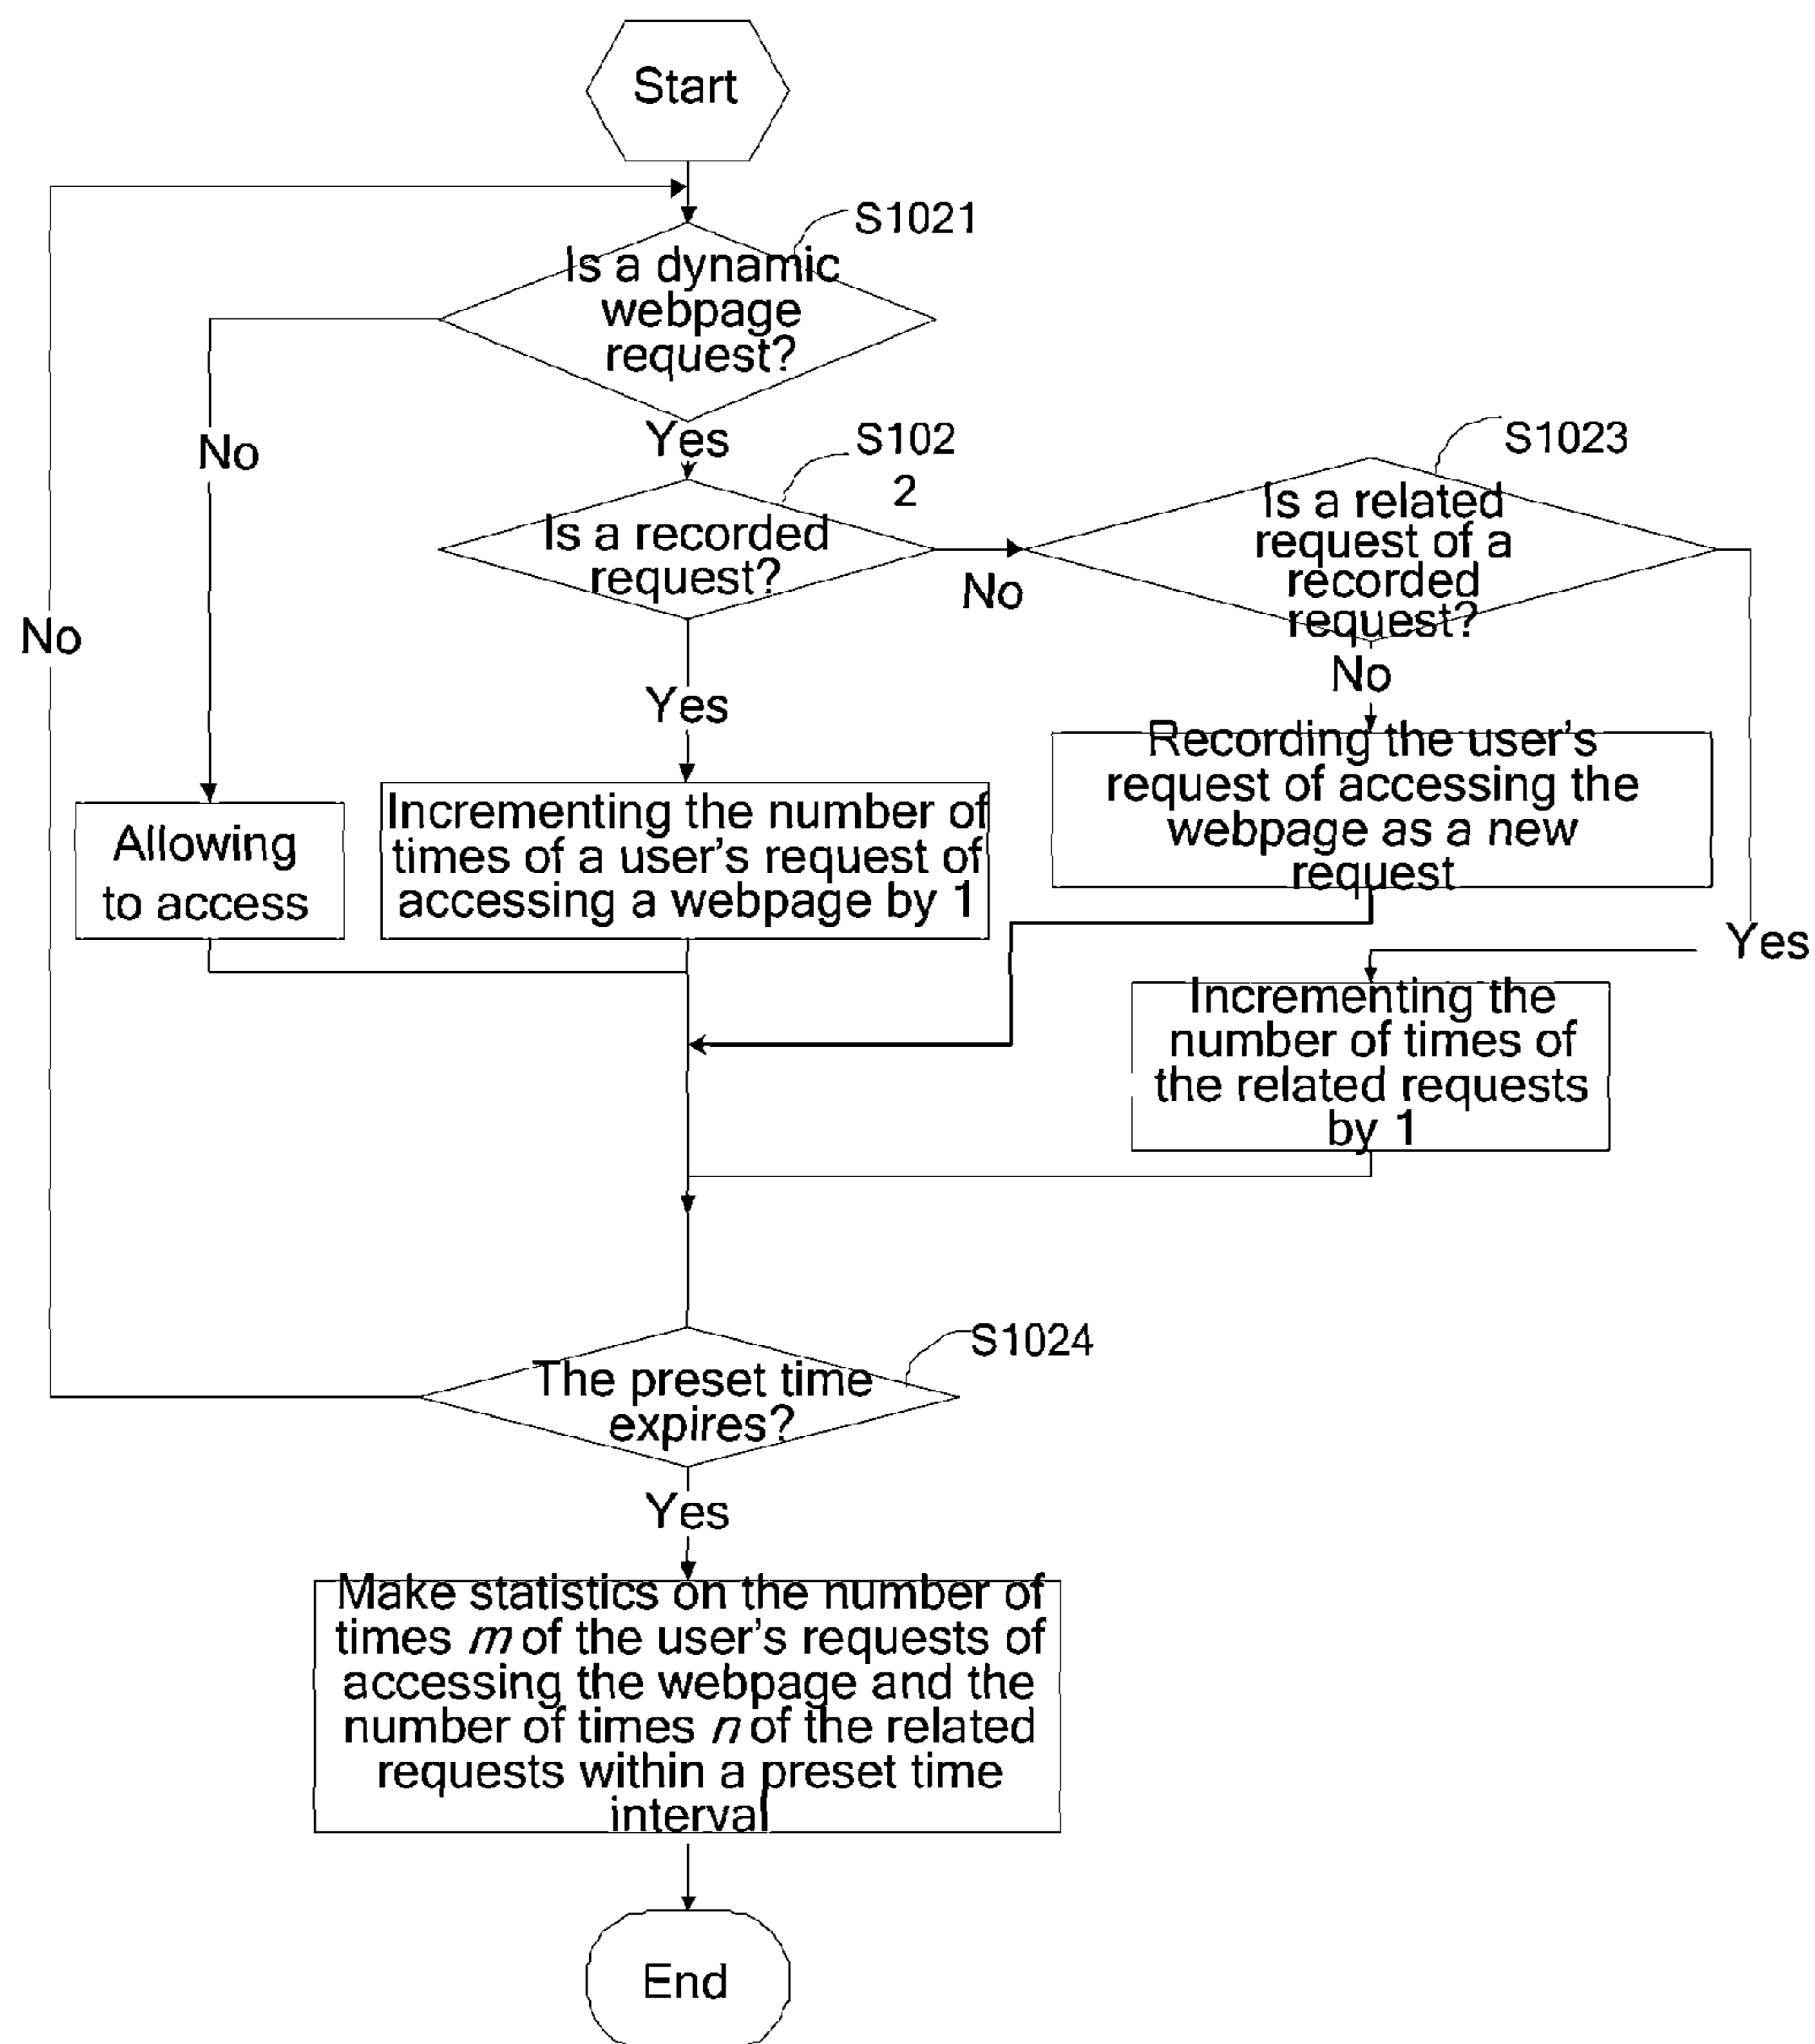 Start
S1021
Is a dynamic
webpage
request?
No
Yes
S102
2
Is a recorded
request?
No
S1023
Is a related
request of a
recorded
request?
No
No
Yes
Recording the user's
request of accessing the
webpage as a new
request
Allowing
to access
Incrementing the number of
times of a user's request of
accessing a webpage by 1
Yes
Incrementing the
number of times of
the related requests
by 1
S1024
The preset time
expires?
Yes
Make statistics on the number of
times m of the user's requests of
accessing the webpage and the
number of times n of the related
requests within a preset time
interval
End